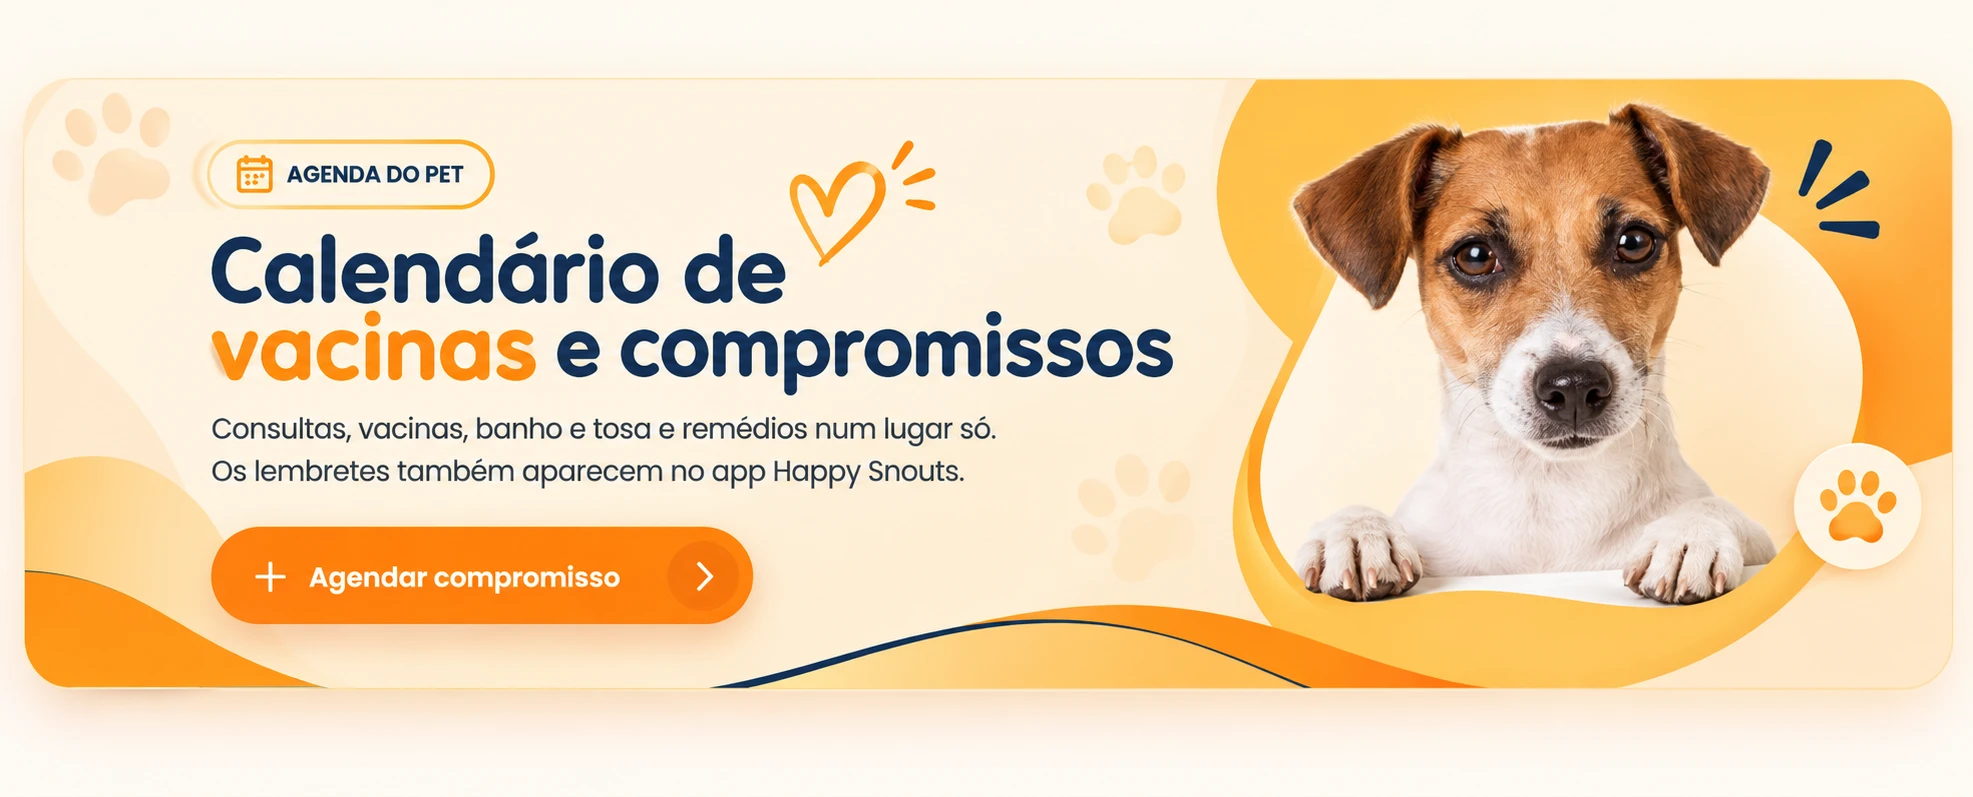 AGENDA DO PET
Calendário de
vacinas e compromissos
Consultas, vacinas, banho e tosa e remédios num lugar só.
Os lembretes também aparecem no app Happy Snouts.
+ Agendar compromisso >